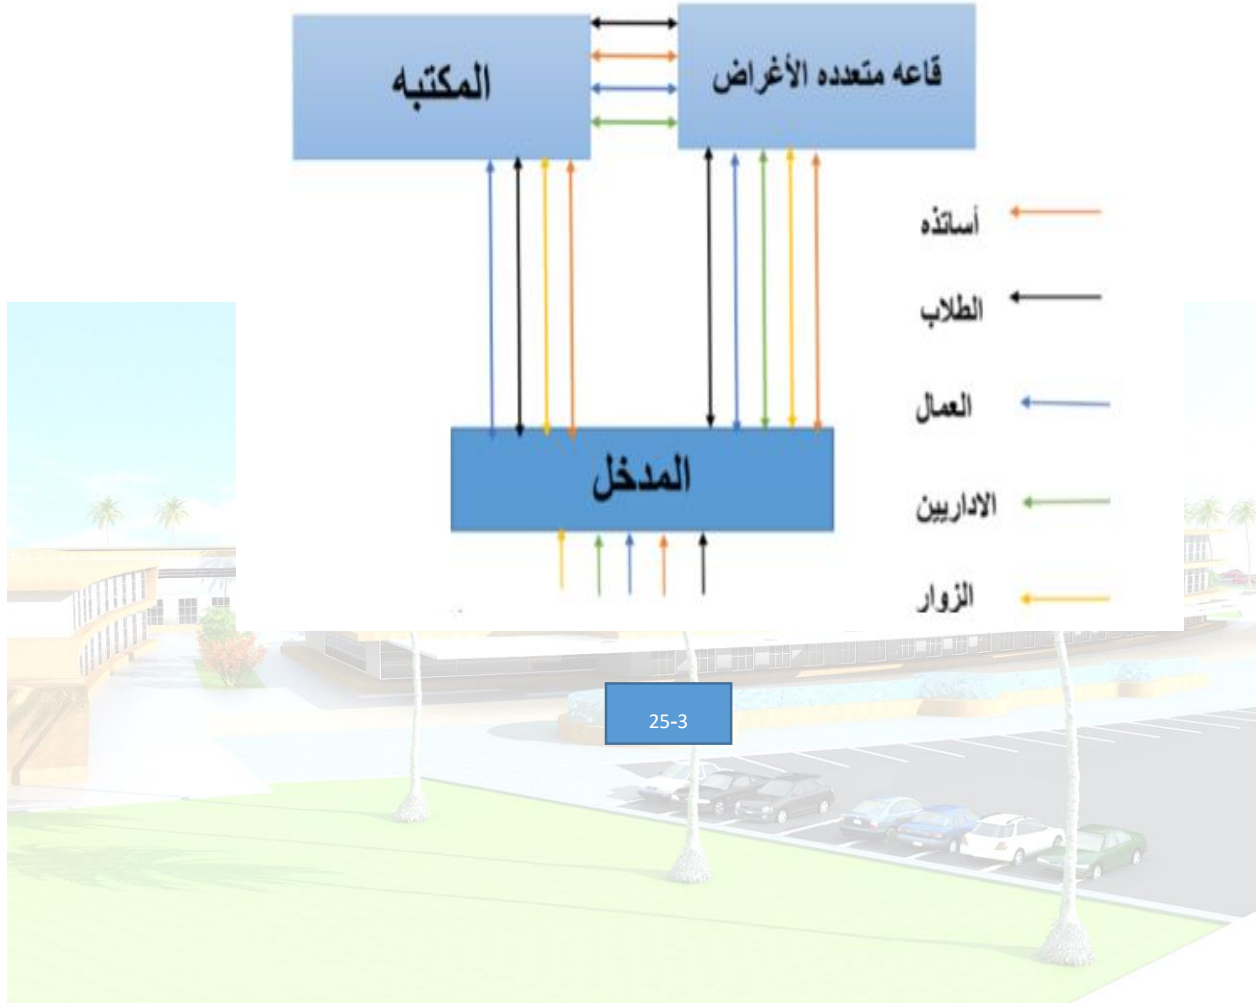 قاعه متعدده الأغراض
المكتبه
أساتذه
الطلاب
العمال
الاداريين
الزوار
المدخل
25-3